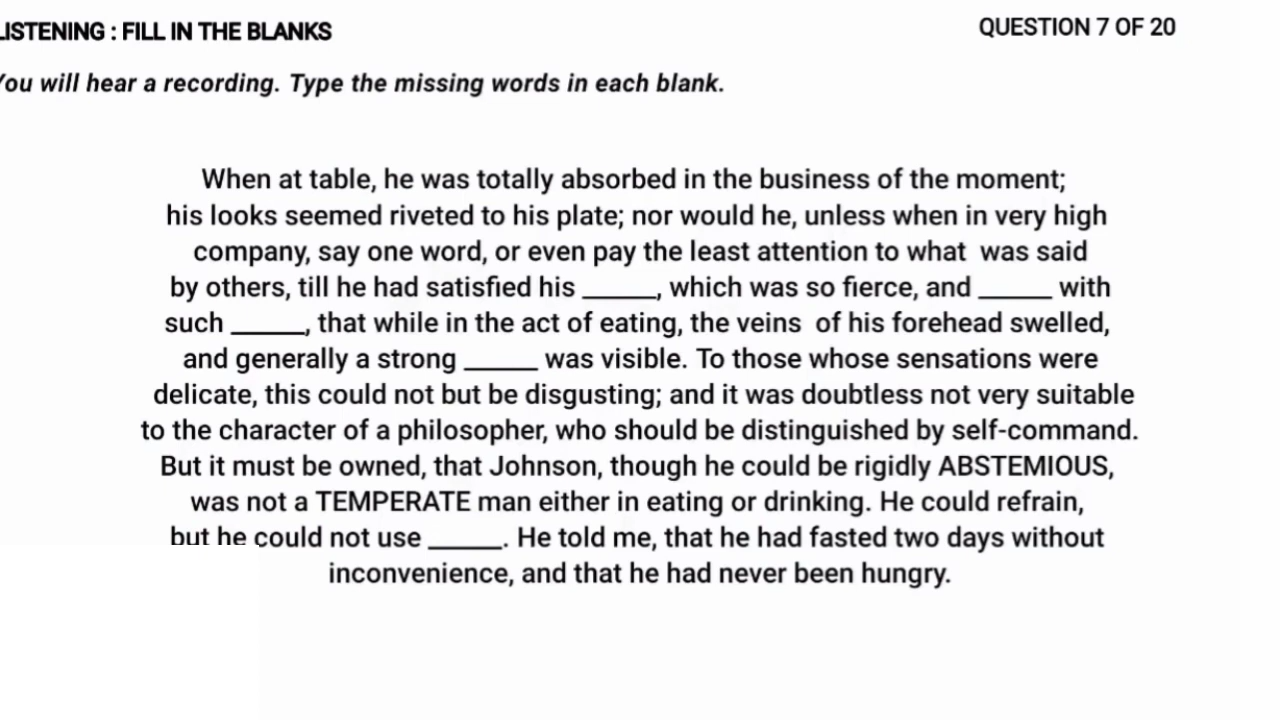 LISTENING : FILL IN THE BLANKS
QUESTION 7 OF 20
You will hear a recording. Type the missing words in each blank.
When at table, he was totally absorbed in the business of the moment;
his looks seemed riveted to his plate; nor would he, unless when in very high
company, say one word, or even pay the least attention to what was said
by others, till he had satisfied his _____, which was so fierce, and _____ with
such _____, that while in the act of eating, the veins of his forehead swelled,
and generally a strong _____ was visible. To those whose sensations were
delicate, this could not but be disgusting; and it was doubtless not very suitable
to the character of a philosopher, who should be distinguished by self-command.
But it must be owned, that Johnson, though he could be rigidly ABSTEMIOUS,
was not a TEMPERATE man either in eating or drinking. He could refrain,
but he could not use _____. He told me, that he had fasted two days without
inconvenience, and that he had never been hungry.